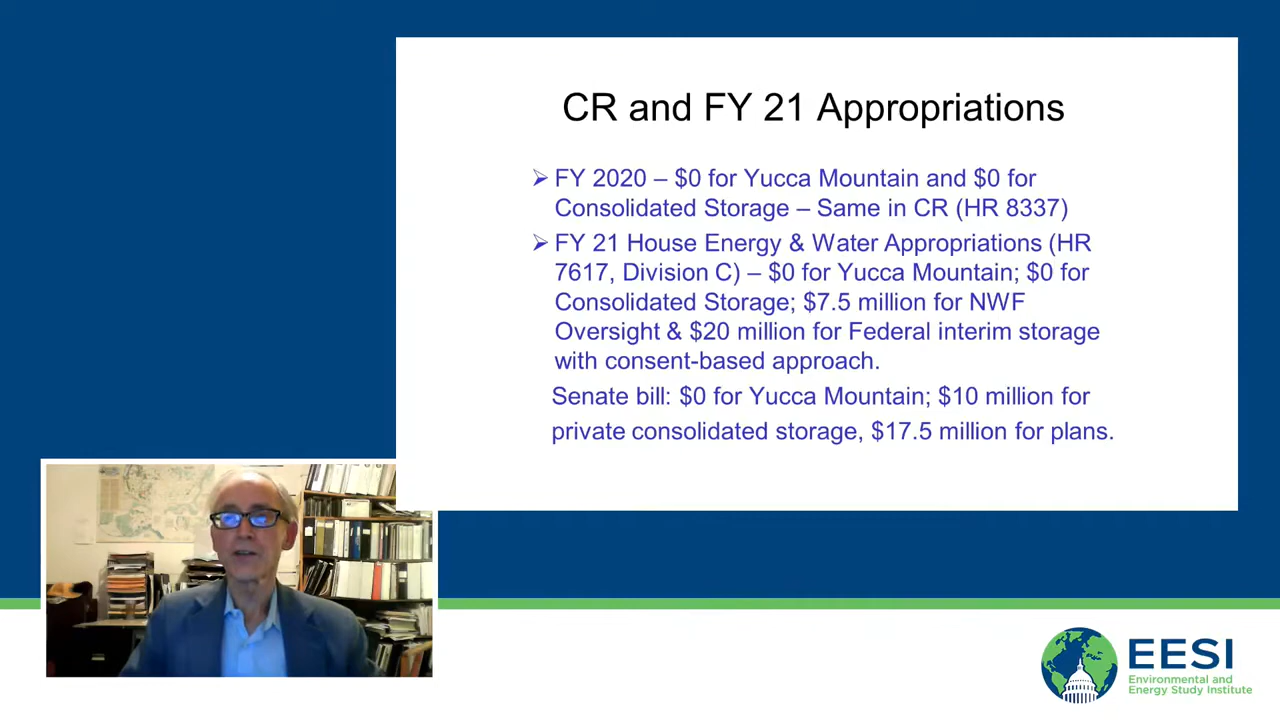 CR and FY 21 Appropriations
➢ FY 2020 – $0 for Yucca Mountain and $0 for
Consolidated Storage – Same in CR (HR 8337)
➢ FY 21 House Energy & Water Appropriations (HR
7617, Division C) – $0 for Yucca Mountain; $0 for
Consolidated Storage; $7.5 million for NWF
Oversight & $20 million for Federal interim storage
with consent-based approach.
Senate bill: $0 for Yucca Mountain; $10 million for
private consolidated storage, $17.5 million for plans.
EESI
Environmental and
Energy Study Institute